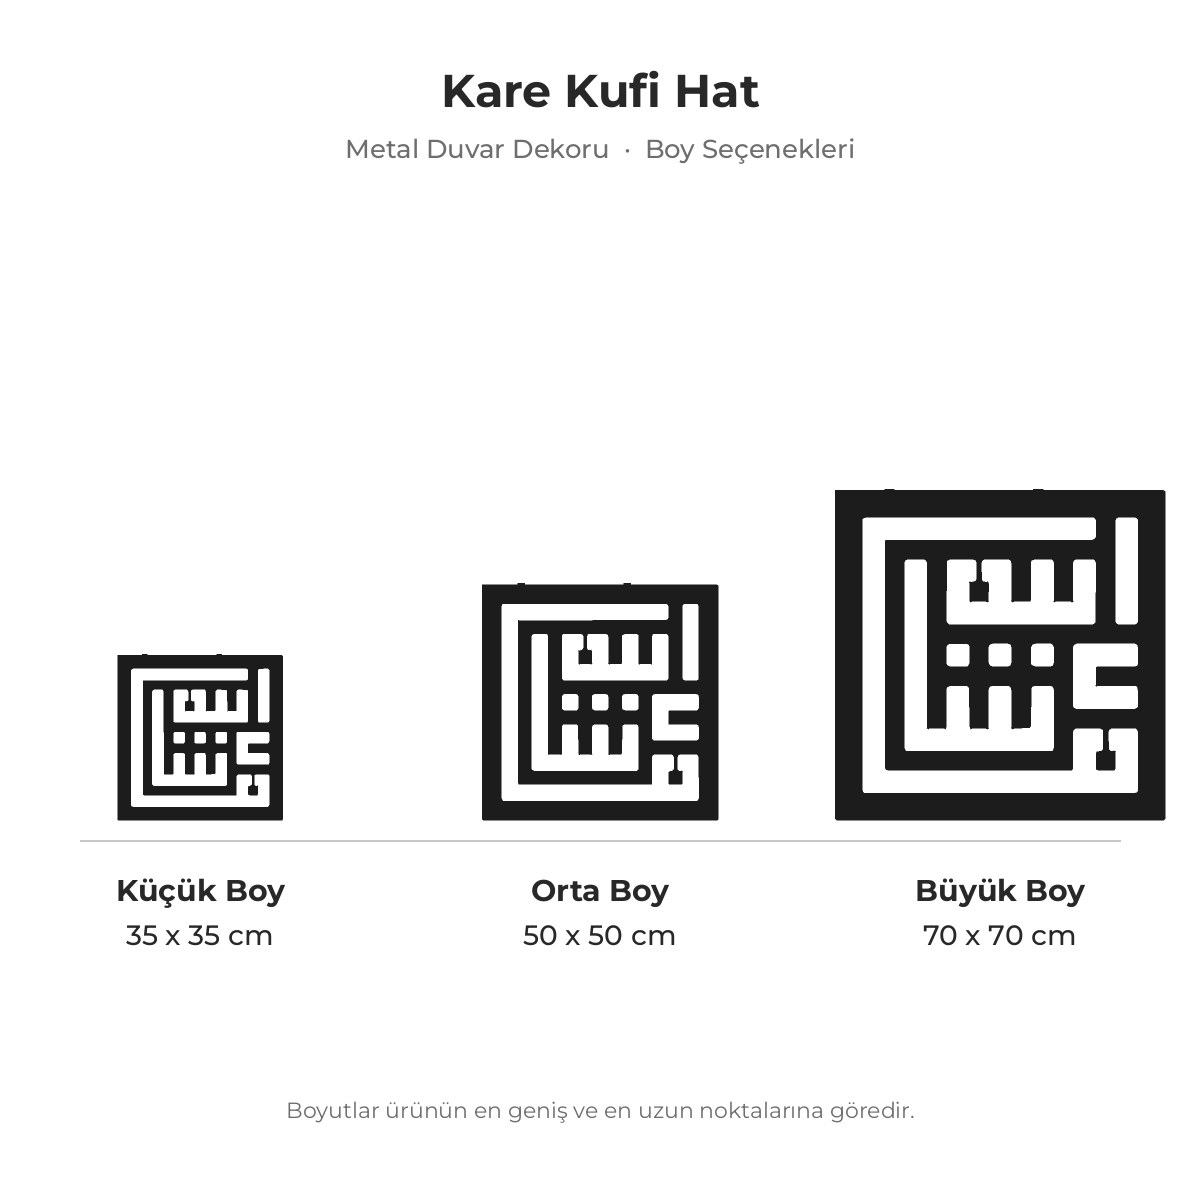 Kare Kufi Hat
Metal Duvar Dekoru · Boy Seçenekleri
Küçük Boy
35 x 35 cm
Orta Boy
50 x 50 cm
Büyük Boy
70 x 70 cm
Boyutlar ürünün en geniş ve en uzun noktalarına göredir.